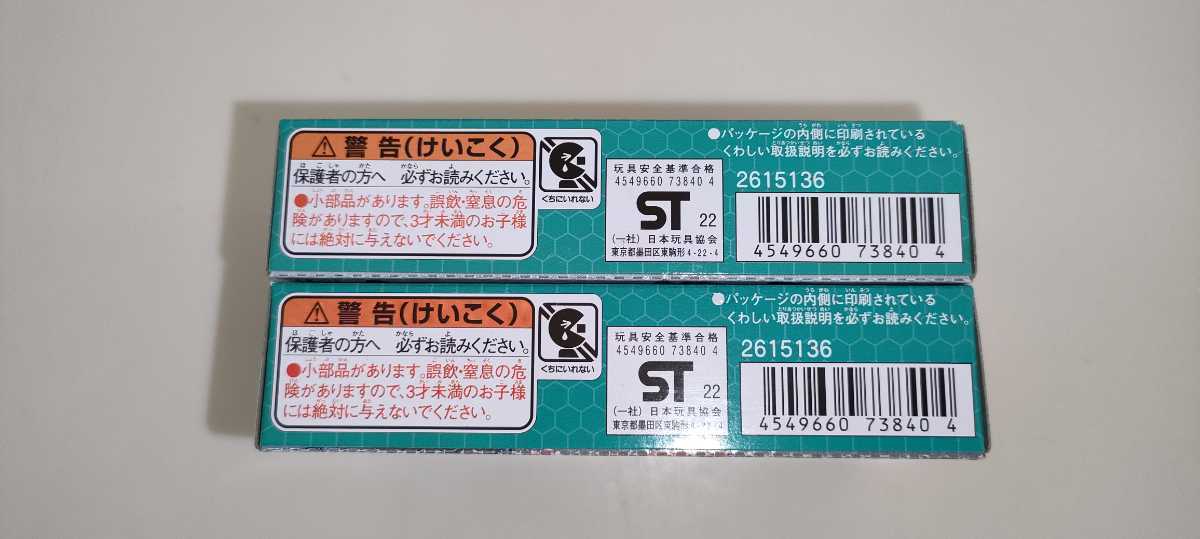 警告(けいこく)
保護者の方へ 必ずお読みください。
●小部品があります。誤飲・窒息の危
険がありますので、3才未満のお子様
には絶対に与えないでください。
くちにいれない
玩具安全基準合格
4549660 73840 4
ST 22
(一社)日本玩具協会
東京都墨田区東駒形4-22-4
●パッケージの内側に印刷されている
くわしい取扱説明を必ずお読みください。
2615136
4549660 73840 4
警告(けいこく)
保護者の方へ 必ずお読みください。
●小部品があります。誤飲・窒息の危
険がありますので、3才未満のお子様
には絶対に与えないでください。
くちにいれない
玩具安全基準合格
4549660 73840 4
ST 22
(一社)日本玩具協会
東京都墨田区東駒形4-22-4
●パッケージの内側に印刷されている
くわしい取扱説明を必ずお読みください。
2615136
4549660 73840 4